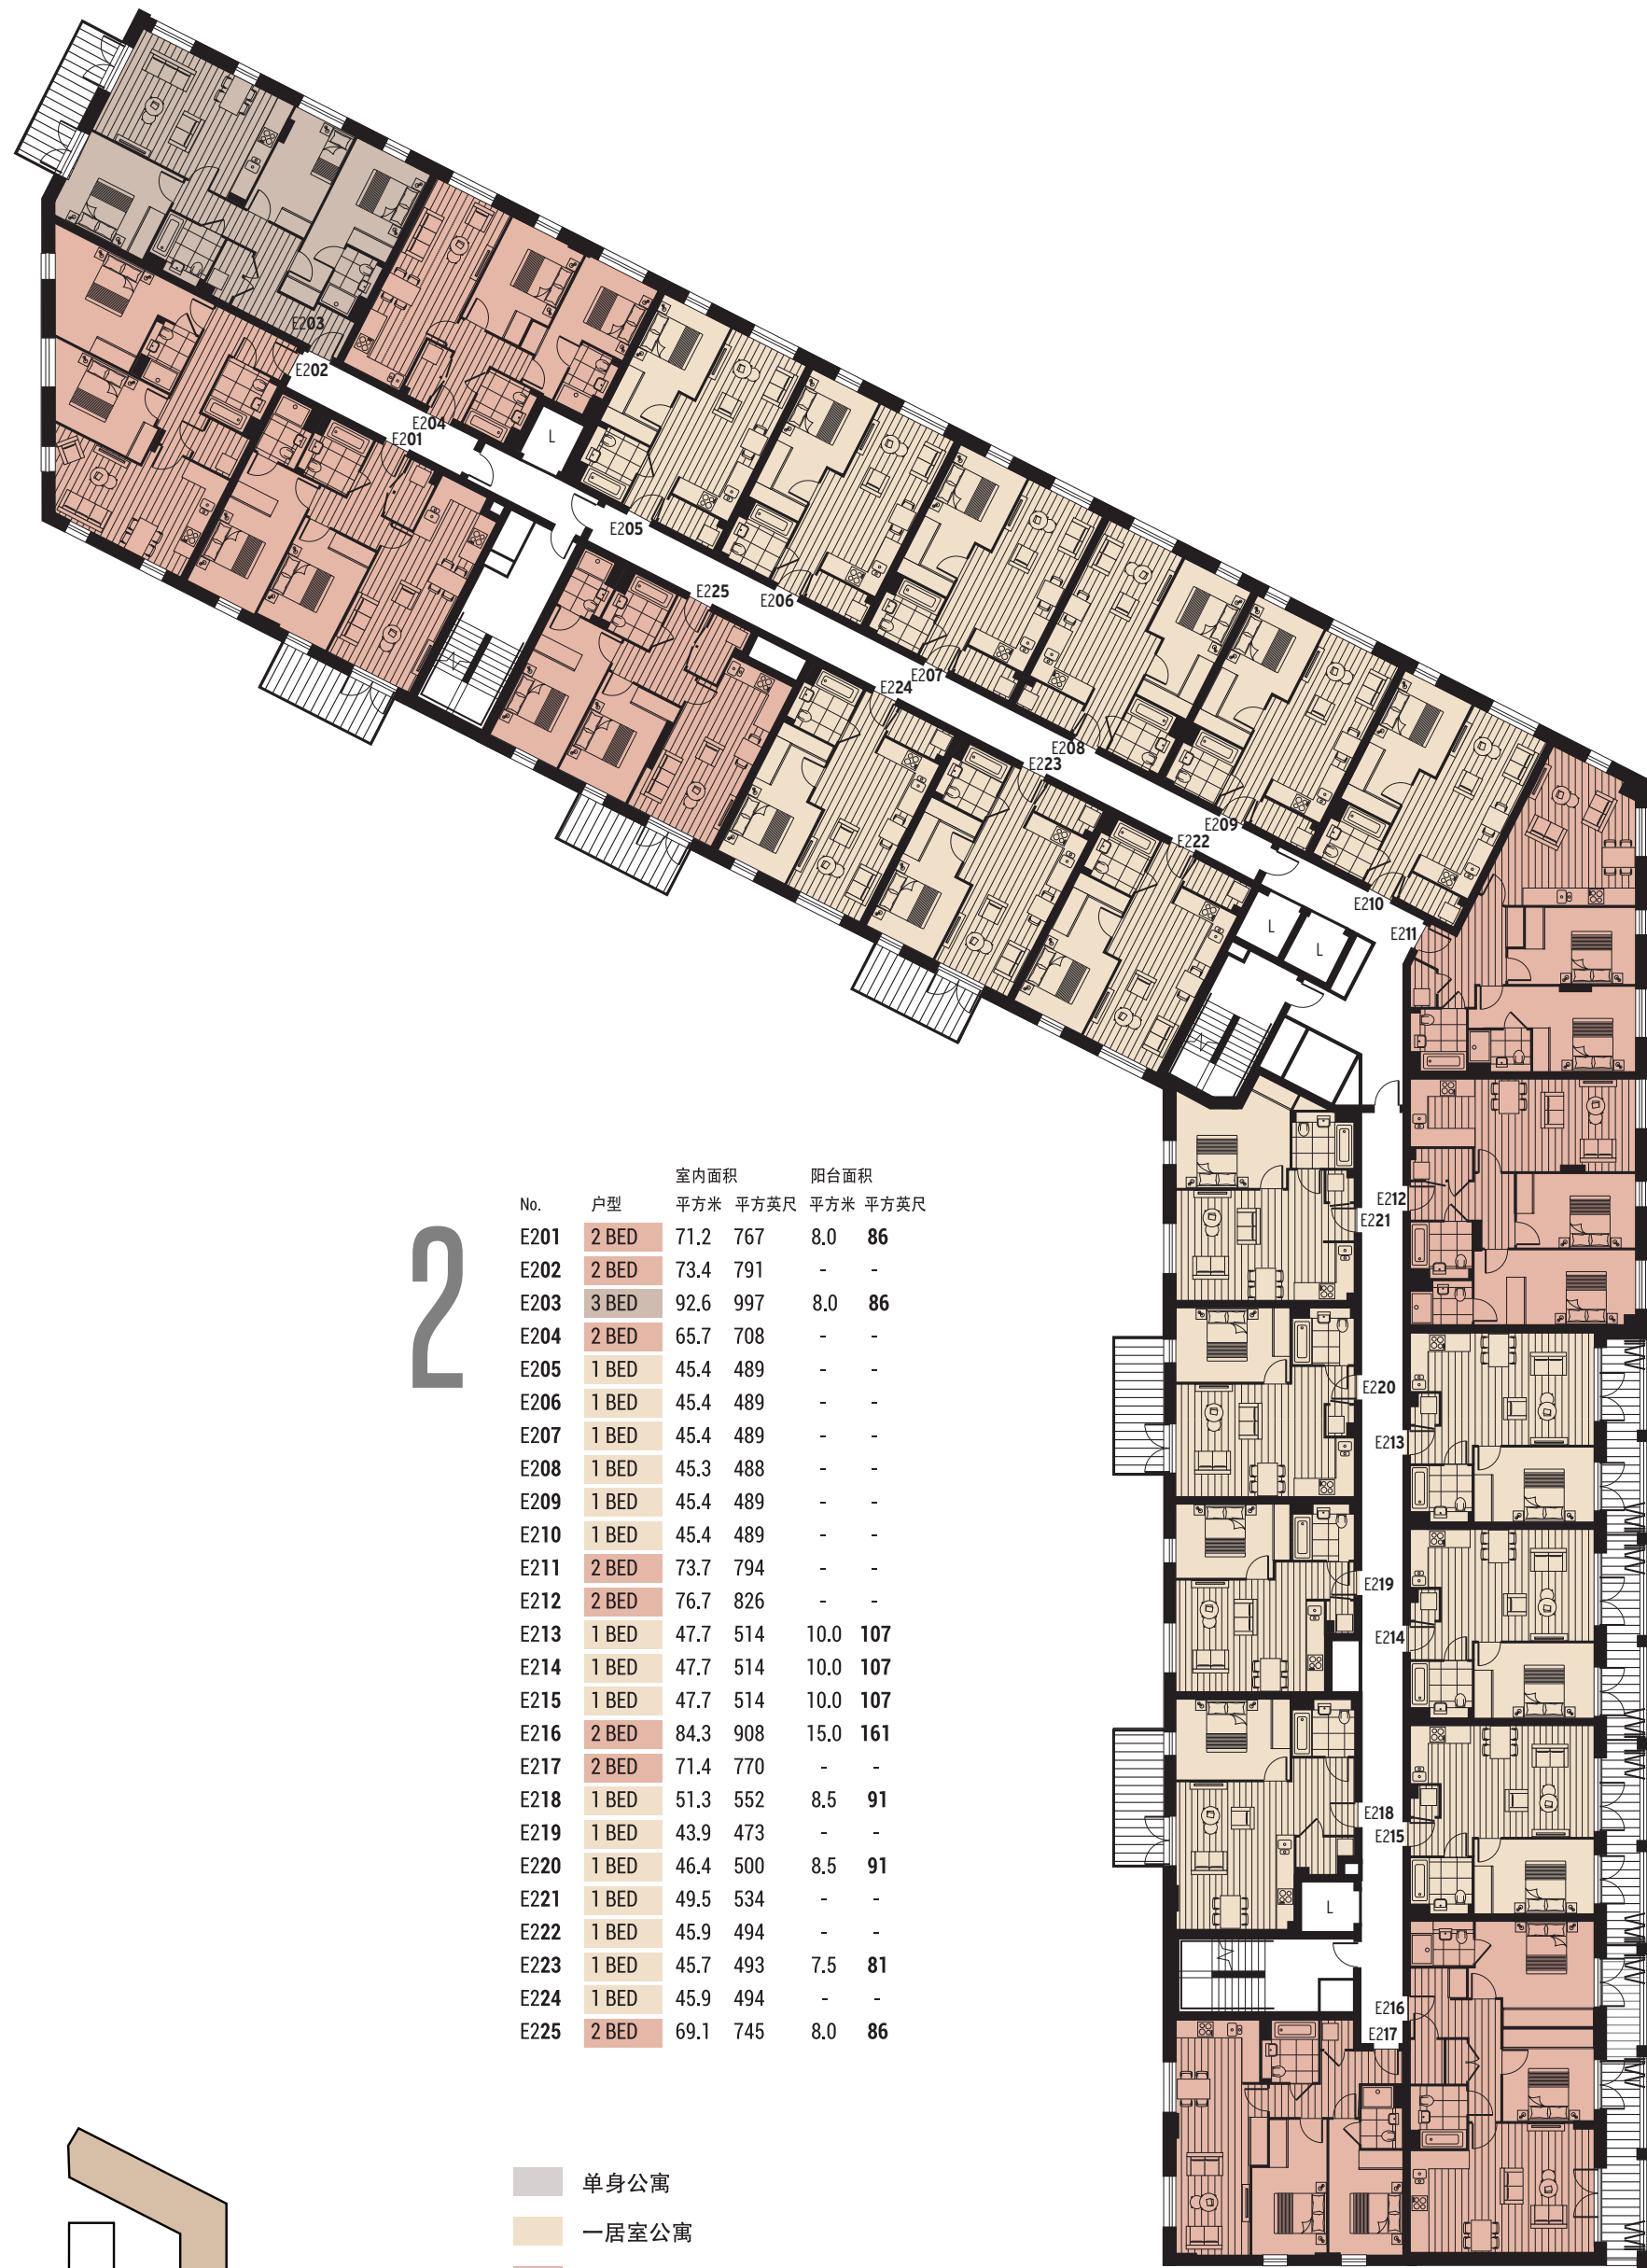 E203
E202
E204
E201
L
E205
E225
E206
E207
E224
E208
E223
E209
E222
E210
L
L
E211
E212
E221
E220
E213
E219
E214
E218
E215
L
E216
E217
2
室内面积 阳台面积
No. 户型 平方米 平方英尺 平方米 平方英尺
E201 2 BED 71.2 767 8.0 86
E202 2 BED 73.4 791 - -
E203 3 BED 92.6 997 8.0 86
E204 2 BED 65.7 708 - -
E205 1 BED 45.4 489 - -
E206 1 BED 45.4 489 - -
E207 1 BED 45.4 489 - -
E208 1 BED 45.3 488 - -
E209 1 BED 45.4 489 - -
E210 1 BED 45.4 489 - -
E211 2 BED 73.7 794 - -
E212 2 BED 76.7 826 - -
E213 1 BED 47.7 514 10.0 107
E214 1 BED 47.7 514 10.0 107
E215 1 BED 47.7 514 10.0 107
E216 2 BED 84.3 908 15.0 161
E217 2 BED 71.4 770 - -
E218 1 BED 51.3 552 8.5 91
E219 1 BED 43.9 473 - -
E220 1 BED 46.4 500 8.5 91
E221 1 BED 49.5 534 - -
E222 1 BED 45.9 494 - -
E223 1 BED 45.7 493 7.5 81
E224 1 BED 45.9 494 - -
E225 2 BED 69.1 745 8.0 86
单身公寓
一居室公寓